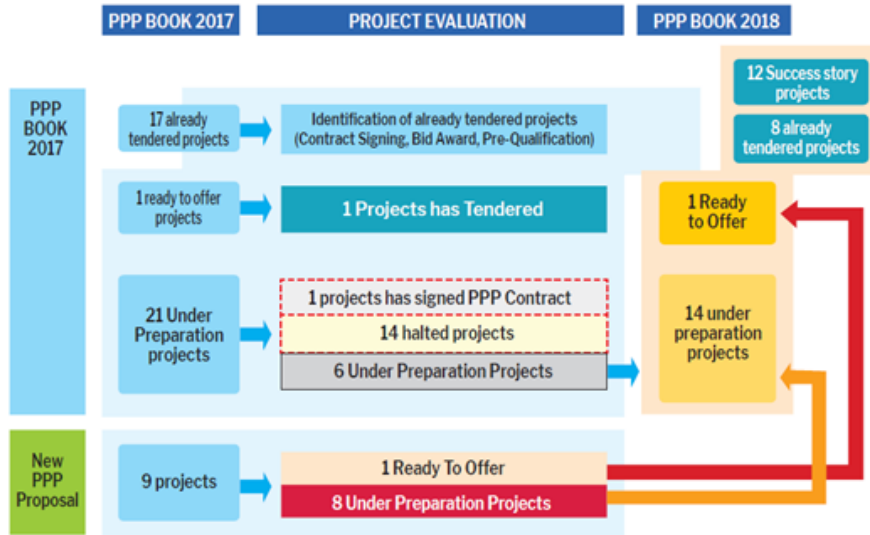 PPP BOOK 2017
PROJECT EVALUATION
PPP BOOK 2018
PPP
BOOK
2017
17 already
tendered projects
Identification of already tendered projects
(Contract Signing, Bid Award, Pre-Qualification)
12 Success story
projects
8 already
tendered projects
1 ready to offer
projects
1 Projects has Tendered
1 Ready
to Offer
21 Under
Preparation
projects
1 projects has signed PPP Contract
14 halted projects
6 Under Preparation Projects
14 under
preparation
projects
New
PPP
Proposal
9 projects
1 Ready To Offer
8 Under Preparation Projects